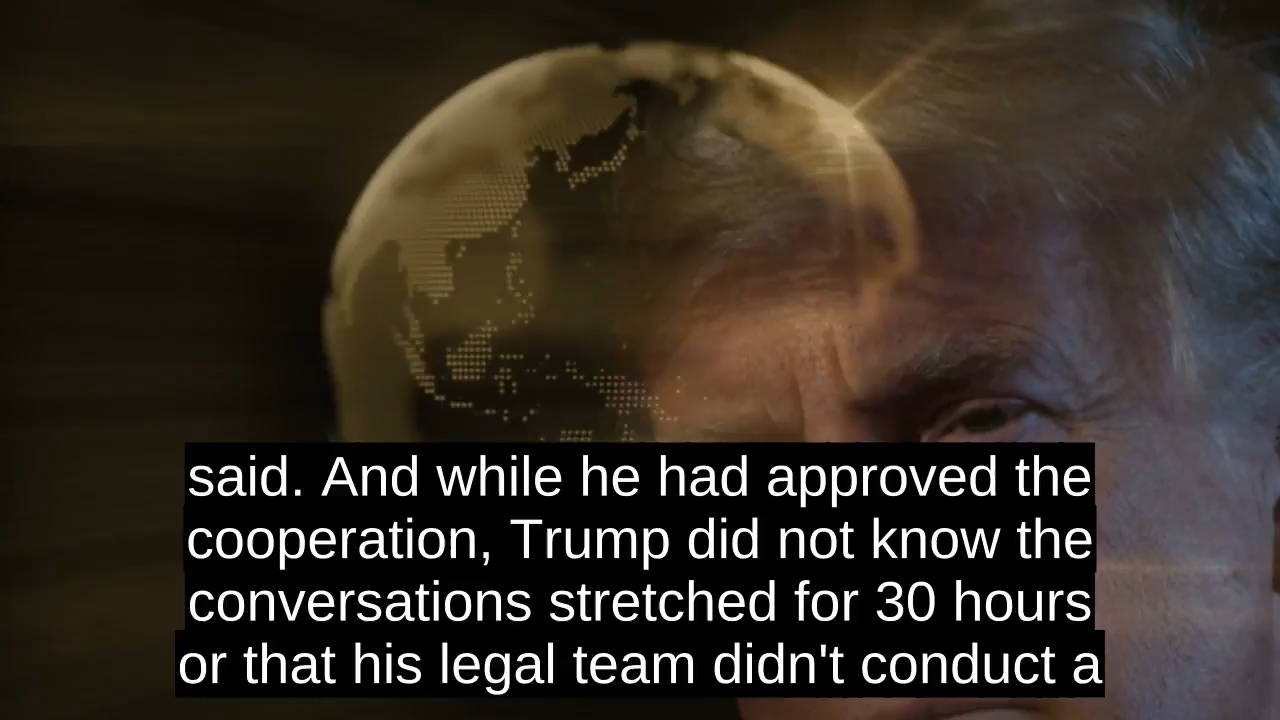 said. And while he had approved the
cooperation, Trump did not know the
conversations stretched for 30 hours
or that his legal team didn't conduct a